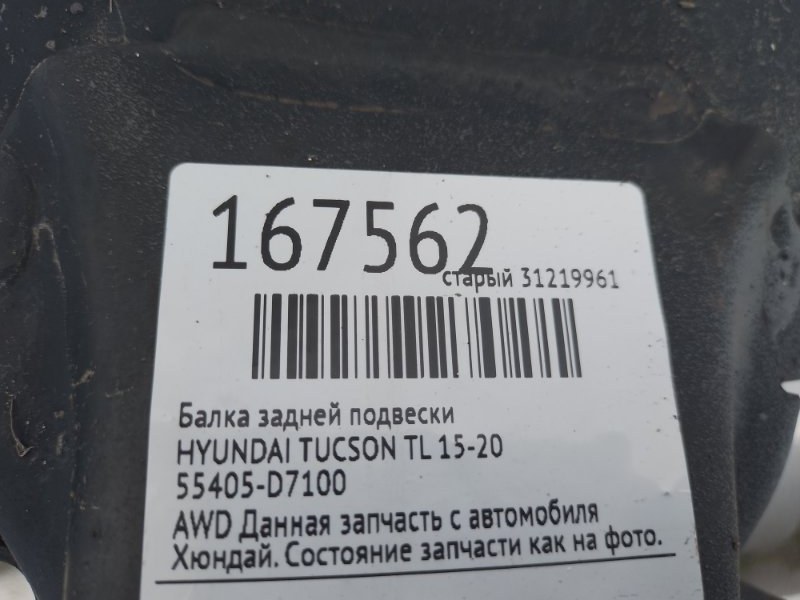 167562
старый 31219961
Балка задней подвески
HYUNDAI TUCSON TL 15-20
55405-D7100
AWD Данная запчасть с автомобиля
Хюндай. Состояние запчасти как на фото.